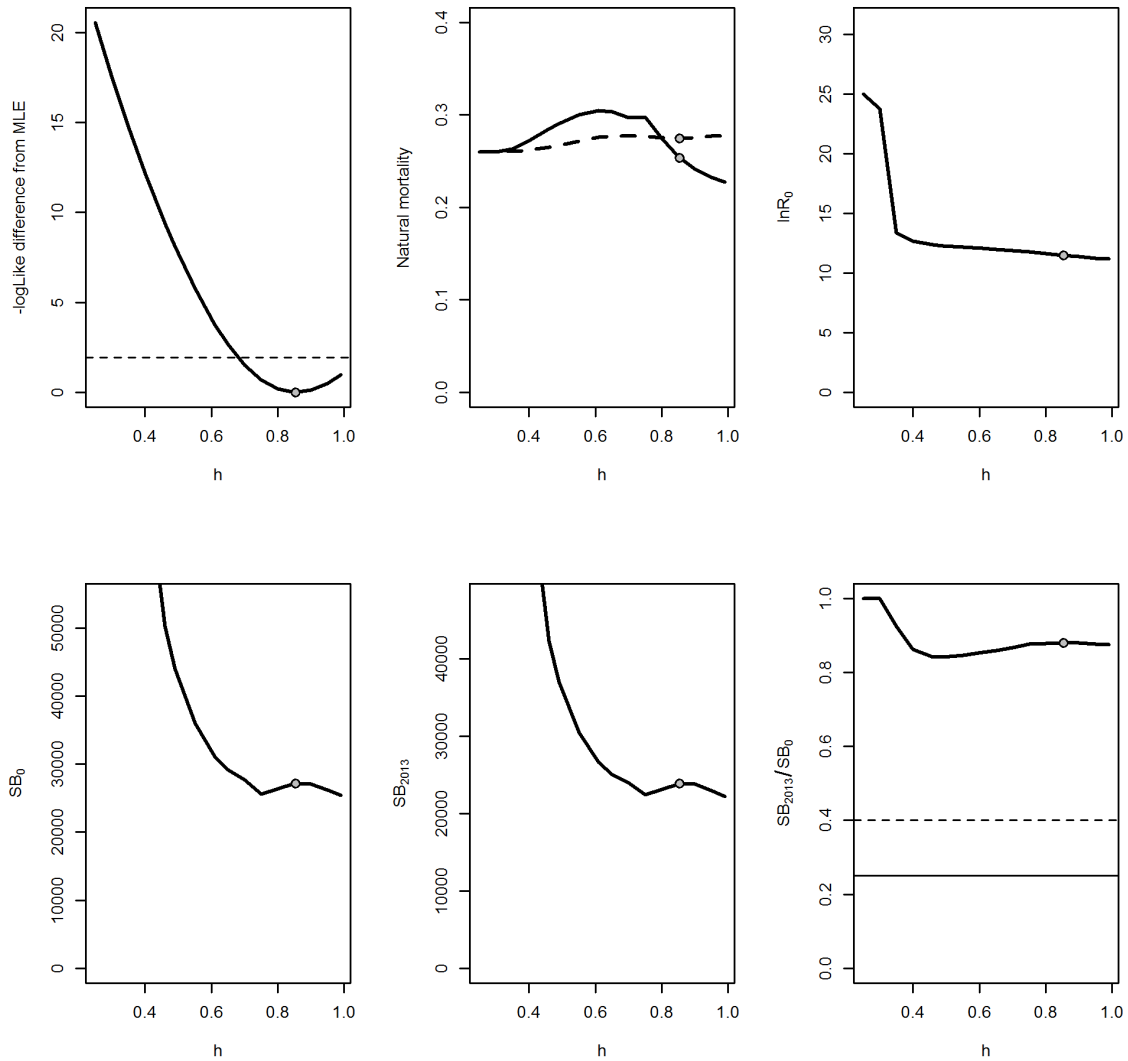 -logLike difference from MLE
20
15
10
5
0
0.4 0.6 0.8 1.0
h
Natural mortality
0.4
0.3
0.2
0.1
0.0
0.4 0.6 0.8 1.0
h
lnR0
30
25
20
15
10
5
0
0.4 0.6 0.8 1.0
h
SB0
50000
40000
30000
20000
10000
0
0.4 0.6 0.8 1.0
h
SB2013
40000
30000
20000
10000
0
0.4 0.6 0.8 1.0
h
SB2013/SB0
1.0
0.8
0.6
0.4
0.2
0.0
0.4 0.6 0.8 1.0
h